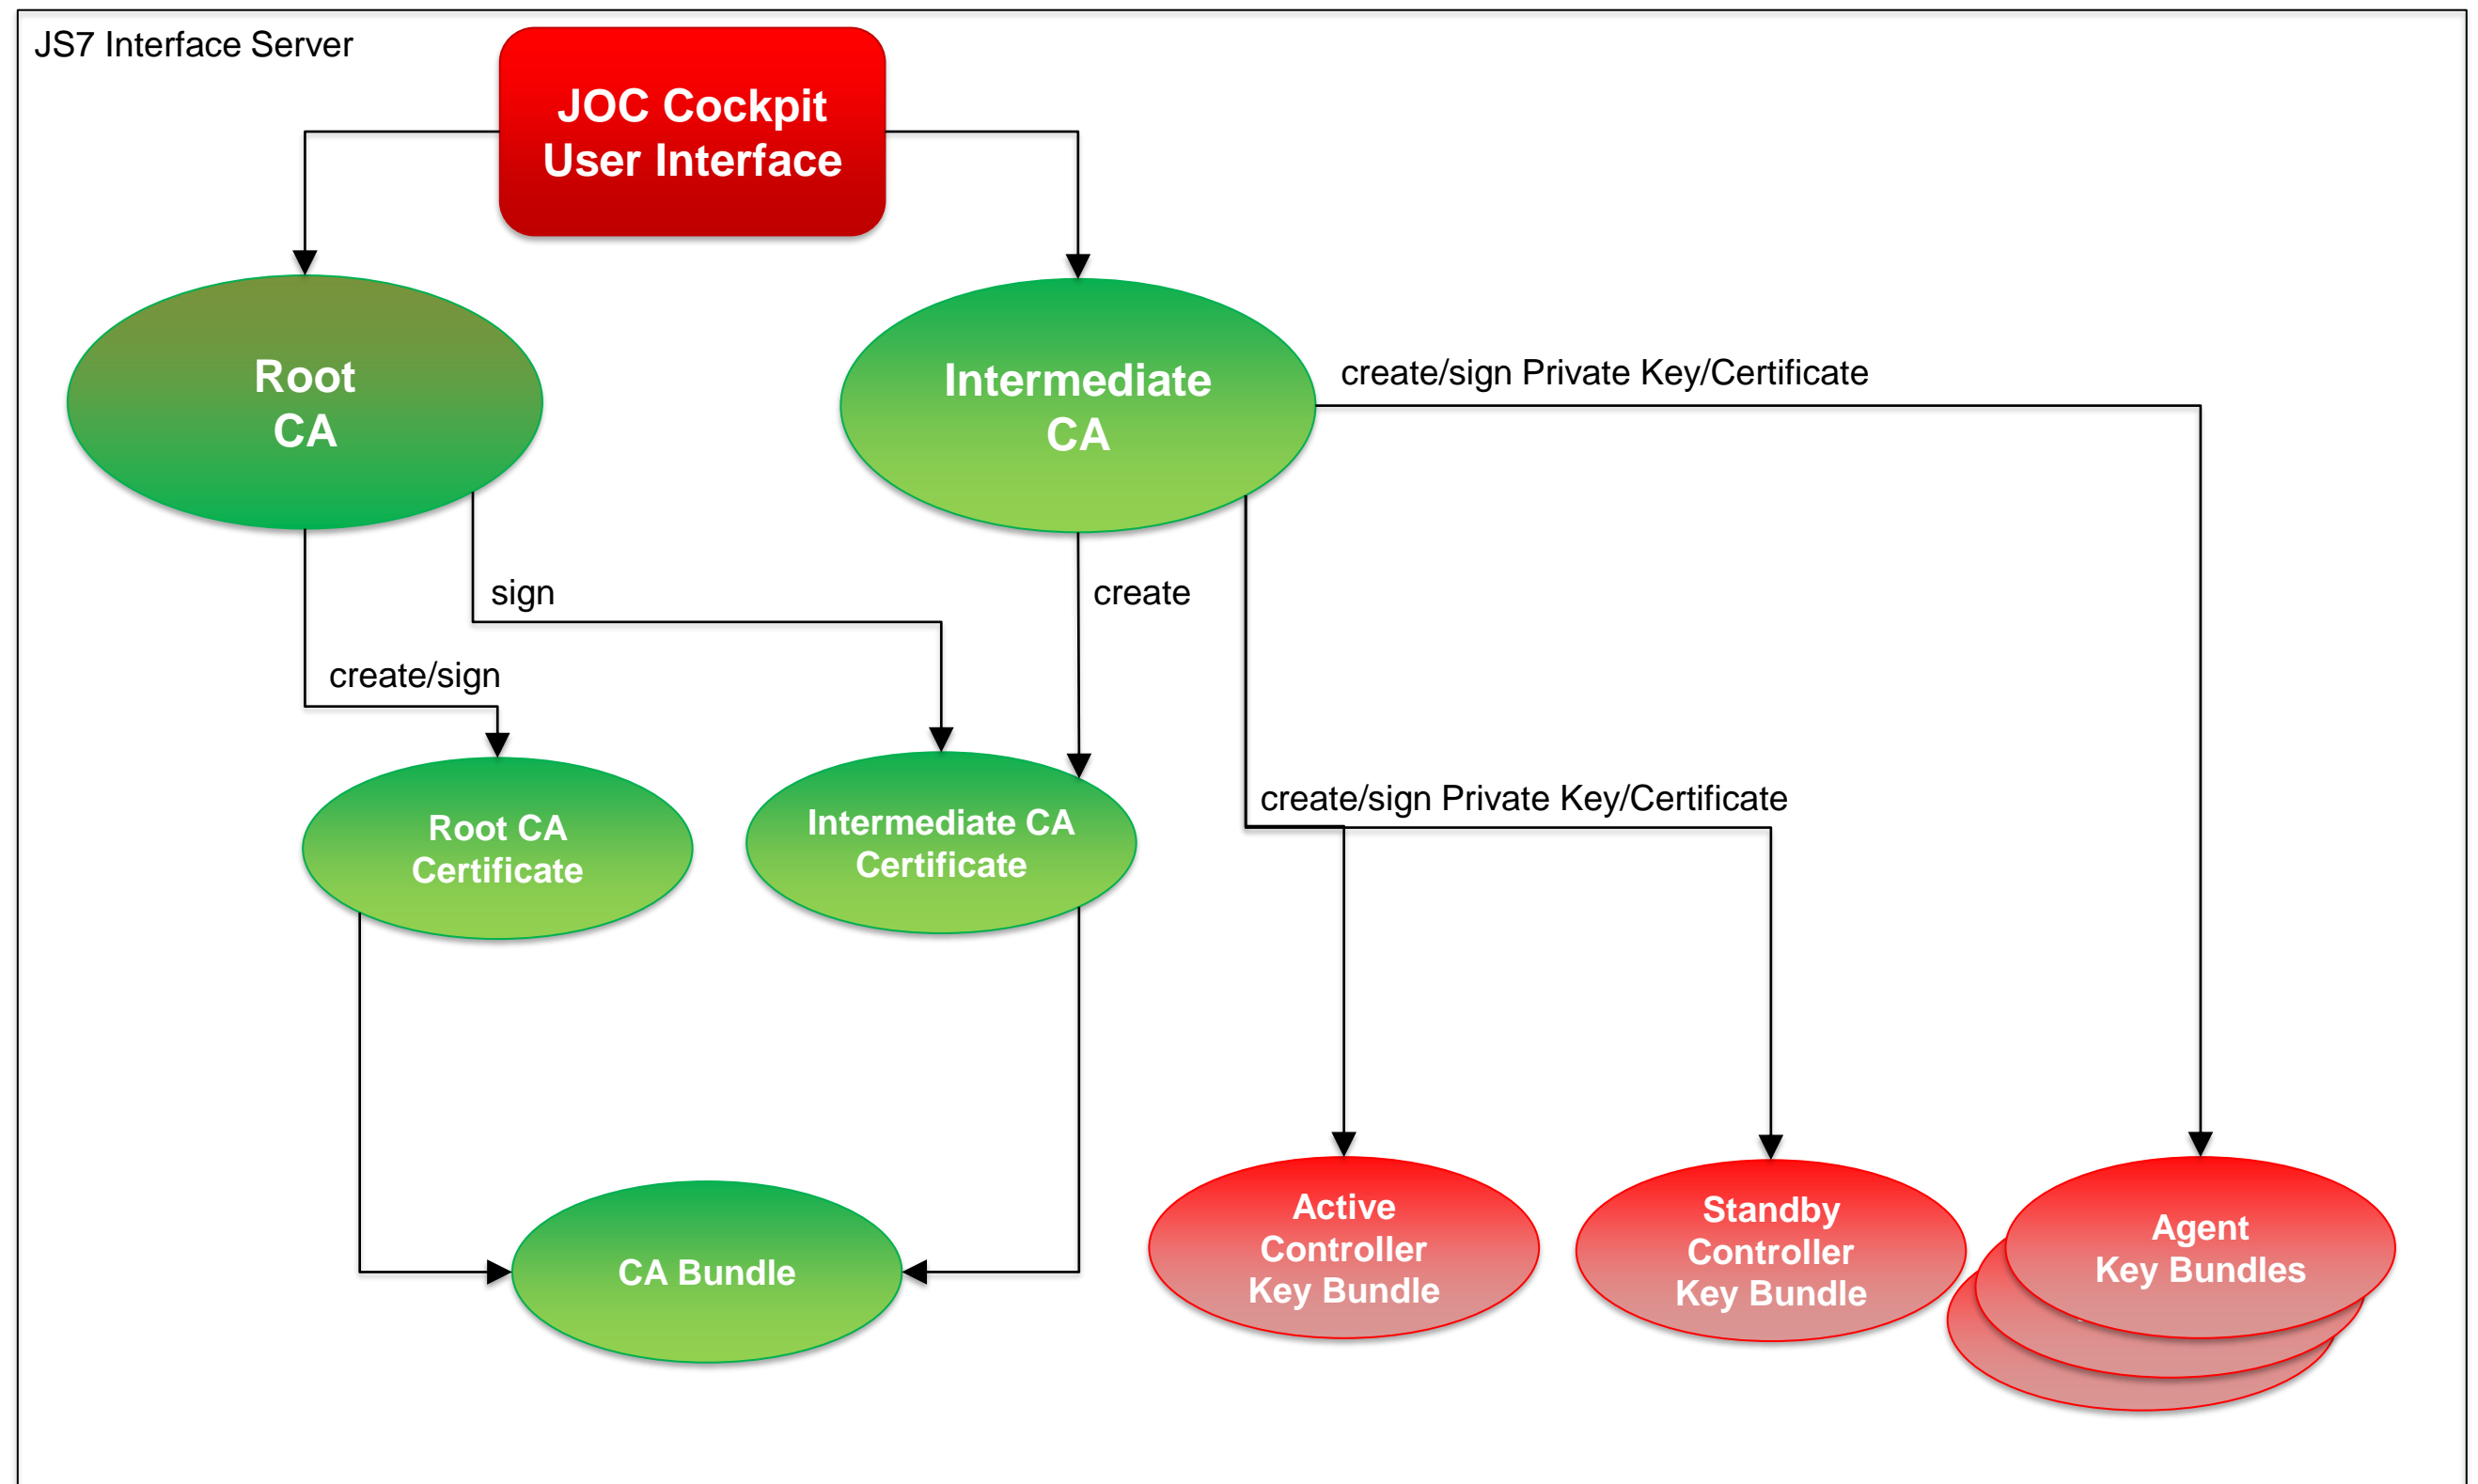 JS7 Interface Server
JOC Cockpit
User Interface
Root
CA
Intermediate
CA
create/sign Private Key/Certificate
sign
create
create/sign
create/sign Private Key/Certificate
Root CA
Certificate
Intermediate CA
Certificate
CA Bundle
Active
Controller
Key Bundle
Standby
Controller
Key Bundle
Agent
Key Bundles